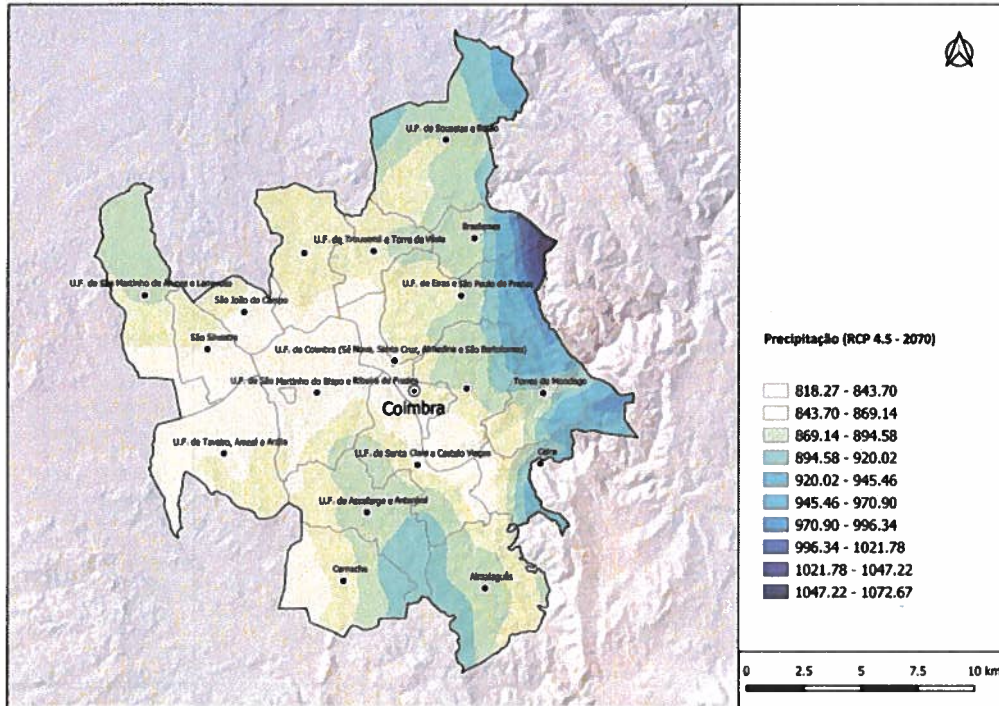 U.F. de Souselas e Botão
Brasfemes
U.F. de Trouxemil e Torre de Vilela
U.F. de São Martinho de Árvore e Lamarosa
U.F. de Eiras e São Paulo de Frades
São João do Campo
São Silvestre
U.F. de Coimbra (Sé Nova, Santa Cruz, Almedina e São Bartolomeu)
U.F. de São Martinho do Bispo e Ribeira de Frades
Torres do Mondego
Coimbra
U.F. de Taveiro, Ameal e Arzila
U.F. de Santa Clara e Castelo Viegas
Ceira
U.F. de Assafarge e Antanhol
Cernache
Almalaguês
Precipitação (RCP 4.5 - 2070)
818.27 - 843.70
843.70 - 869.14
869.14 - 894.58
894.58 - 920.02
920.02 - 945.46
945.46 - 970.90
970.90 - 996.34
996.34 - 1021.78
1021.78 - 1047.22
1047.22 - 1072.67
0 2.5 5 7.5 10 km